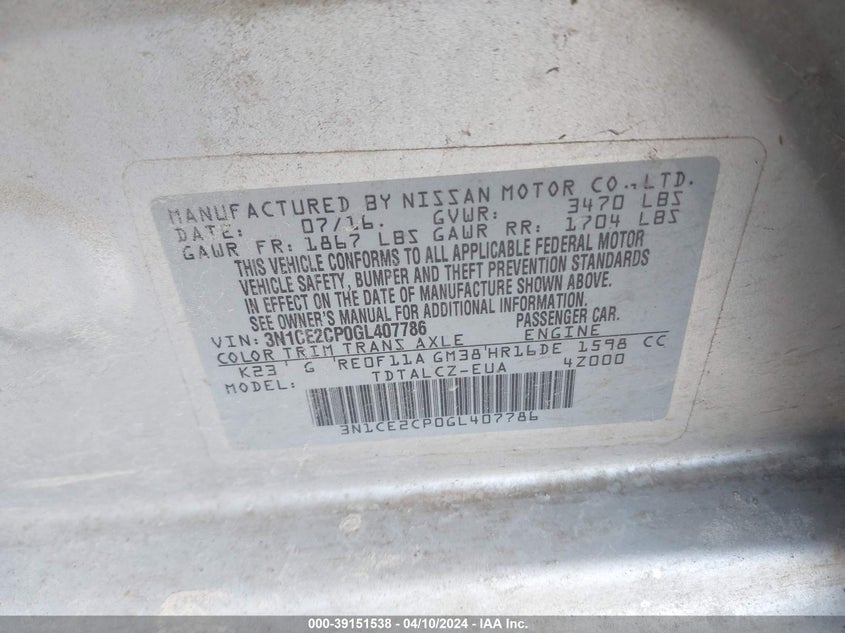 MANUFACTURED BY NISSAN MOTOR CO.,LTD.
DATE: 07/16. GVWR: 3470 LBS
GAWR FR: 1867 LBS GAWR RR: 1704 LBS
THIS VEHICLE CONFORMS TO ALL APPLICABLE FEDERAL MOTOR
VEHICLE SAFETY, BUMPER AND THEFT PREVENTION STANDARDS
IN EFFECT ON THE DATE OF MANUFACTURE SHOWN ABOVE.
SEE OWNER'S MANUAL FOR ADDITIONAL INFORMATION.
VIN: 3N1CE2CP0GL407786 PASSENGER CAR.
COLOR TRIM TRANS AXLE ENGINE
K23 G RE0F11A GM38 HR16DE 1598 CC
MODEL: TDTALCZ-EUA 4Z000
3N1CE2CP0GL407786
000-39151538 - 04/10/2024 - IAA Inc.